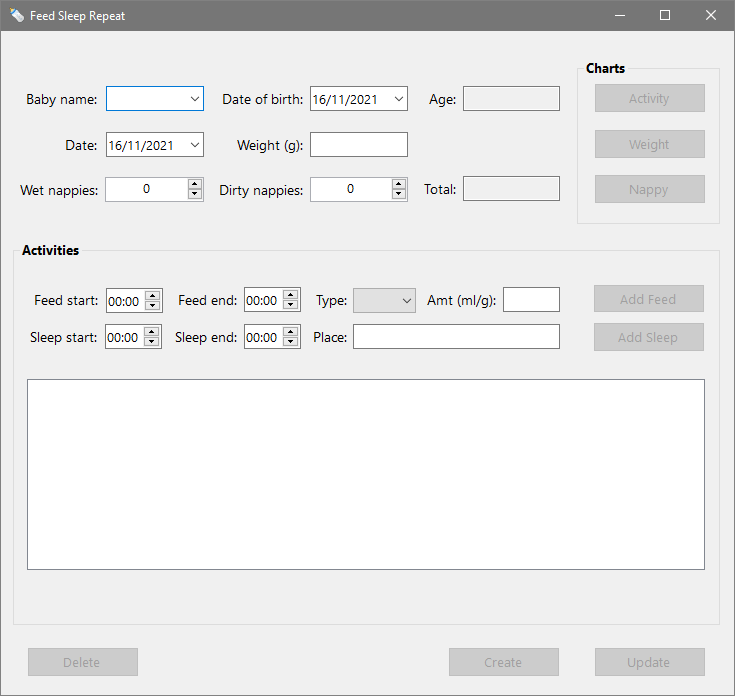 Feed Sleep Repeat
Charts
Baby name: Date of birth: 16/11/2021 Age: Activity
Date: 16/11/2021 Weight (g): Weight
Wet nappies: 0 Dirty nappies: 0 Total: Nappy
Activities
Feed start: 00:00 Feed end: 00:00 Type: Amt (ml/g): Add Feed
Sleep start: 00:00 Sleep end: 00:00 Place: Add Sleep
Delete Create Update